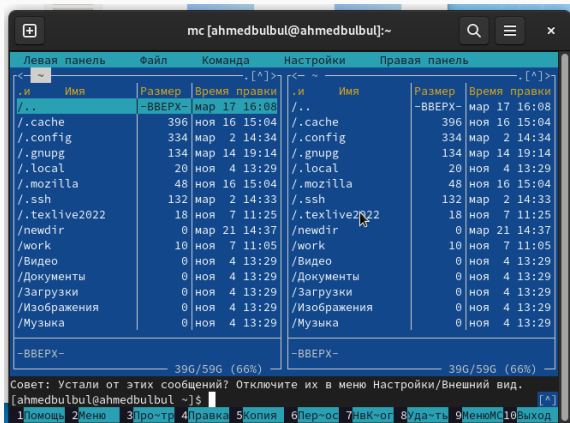 mc [ahmedbulbul@ahmedbulbul]:~
Левая панель Файл Команда Настройки Правая панель
<— ~ .[^]> <— ~ .[^]>
.и Имя Размер Время правки .и Имя Размер Время правки
/.. -ВВЕРХ- мар 17 16:08 /.. -ВВЕРХ- мар 17 16:08
/.cache 396 ноя 16 15:04 /.cache 396 ноя 16 15:04
/.config 334 мар 2 14:34 /.config 334 мар 2 14:34
/.gnupg 134 мар 14 19:14 /.gnupg 134 мар 14 19:14
/.local 20 ноя 4 13:29 /.local 20 ноя 4 13:29
/.mozilla 48 ноя 16 15:04 /.mozilla 48 ноя 16 15:04
/.ssh 132 мар 2 14:33 /.ssh 132 мар 2 14:33
/.texlive2022 18 ноя 7 11:25 /.texlive2022 18 ноя 7 11:25
/newdir 0 мар 21 14:37 /newdir 0 мар 21 14:37
/work 10 ноя 7 11:05 /work 10 ноя 7 11:05
/Видео 0 ноя 4 13:29 /Видео 0 ноя 4 13:29
/Документы 0 ноя 4 13:29 /Документы 0 ноя 4 13:29
/Загрузки 0 ноя 4 13:29 /Загрузки 0 ноя 4 13:29
/Изображения 0 ноя 4 13:29 /Изображения 0 ноя 4 13:29
/Музыка 0 ноя 4 13:29 /Музыка 0 ноя 4 13:29
-ВВЕРХ- -ВВЕРХ-
39G/59G (66%) 39G/59G (66%)
Совет: Устали от этих сообщений? Отключите их в меню Настройки/Внешний вид.
[ahmedbulbul@ahmedbulbul ~]$ [^]
1Помощь 2Меню 3Про~тр 4Правка 5Копия 6Пер~ос 7НвК~ог 8Уда~ть 9МенюMC 10Выход